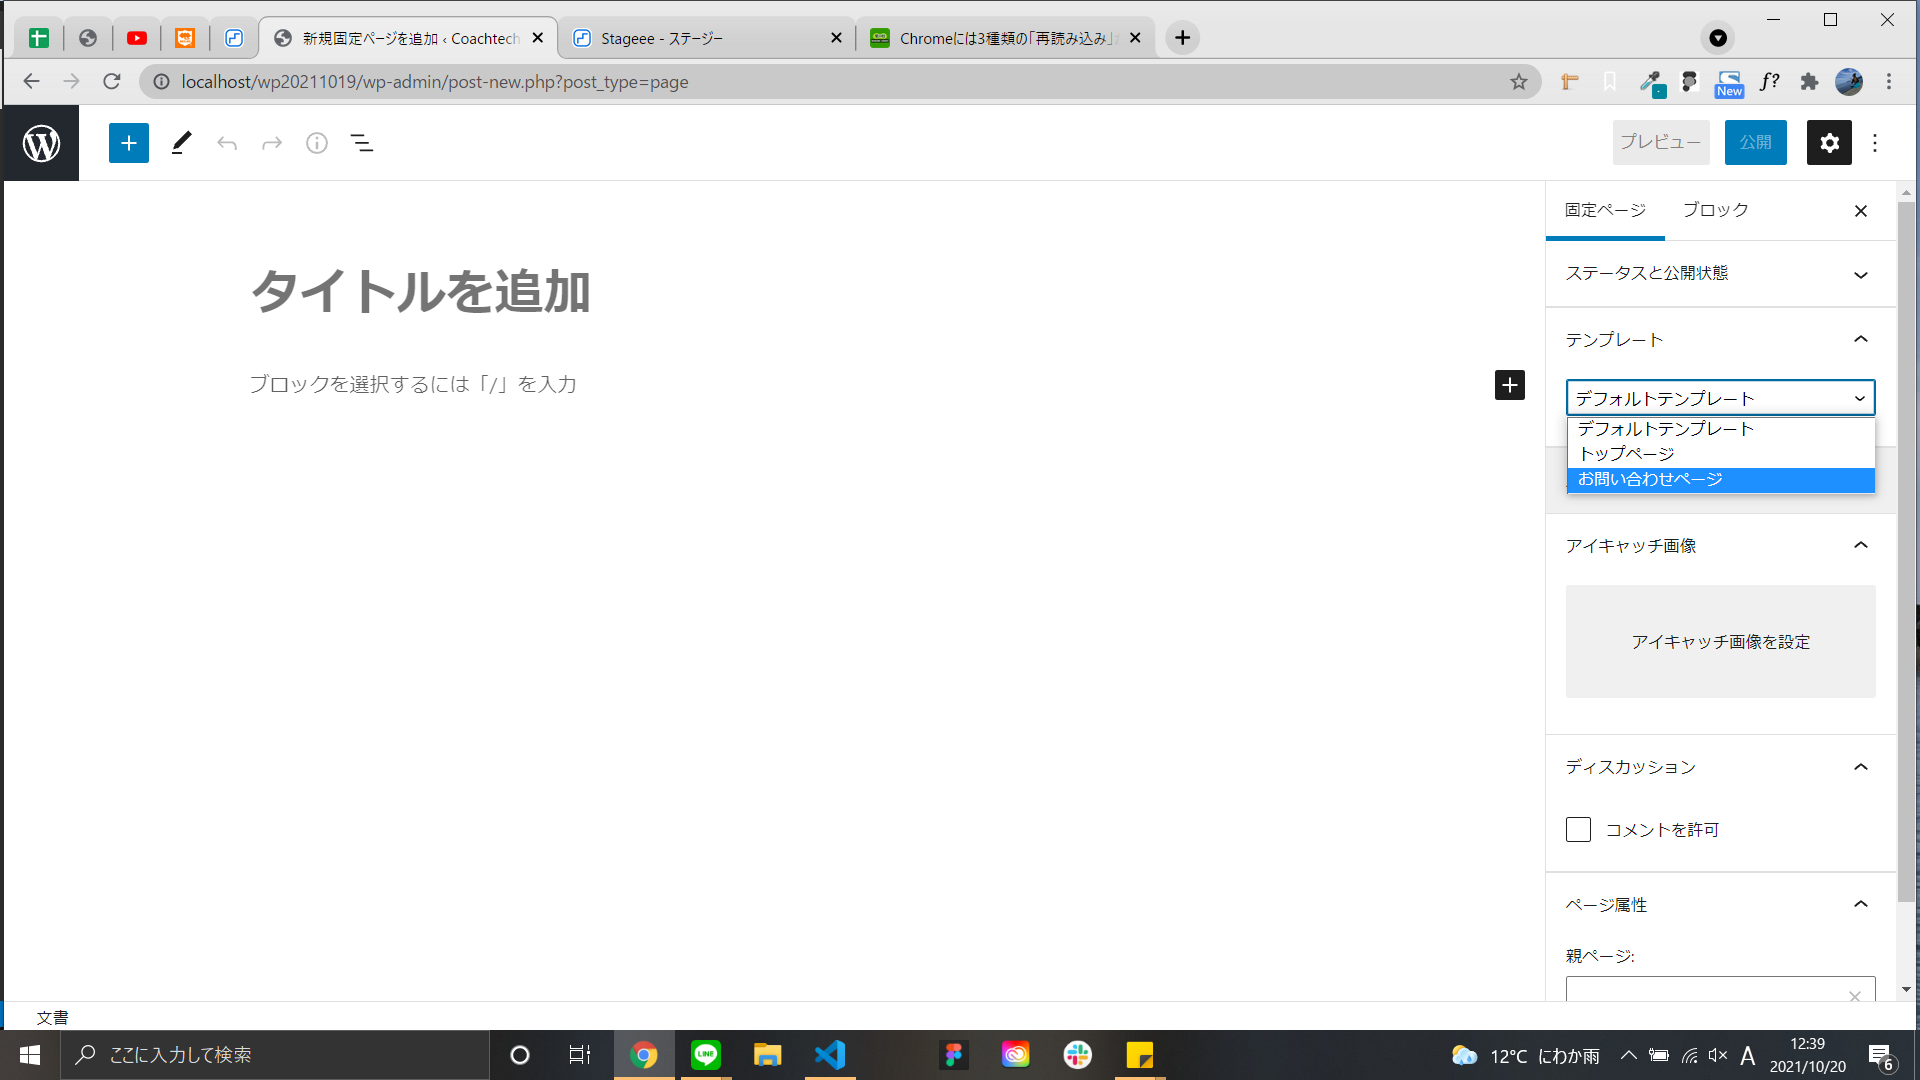 新規固定ページを追加 ‹ Coachtech
Stageee - ステージー
Chromeには3種類の「再読み込み」
localhost/wp20211019/wp-admin/post-new.php?post_type=page
New
f?
プレビュー
公開
固定ページ
ブロック
ステータスと公開状態
タイトルを追加
テンプレート
ブロックを選択するには「/」を入力
デフォルトテンプレート
デフォルトテンプレート
トップページ
お問い合わせページ
アイキャッチ画像
アイキャッチ画像を設定
ディスカッション
コメントを許可
ページ属性
親ページ:
文書
ここに入力して検索
LINE
12°C にわか雨
A
12:39
2021/10/20
6